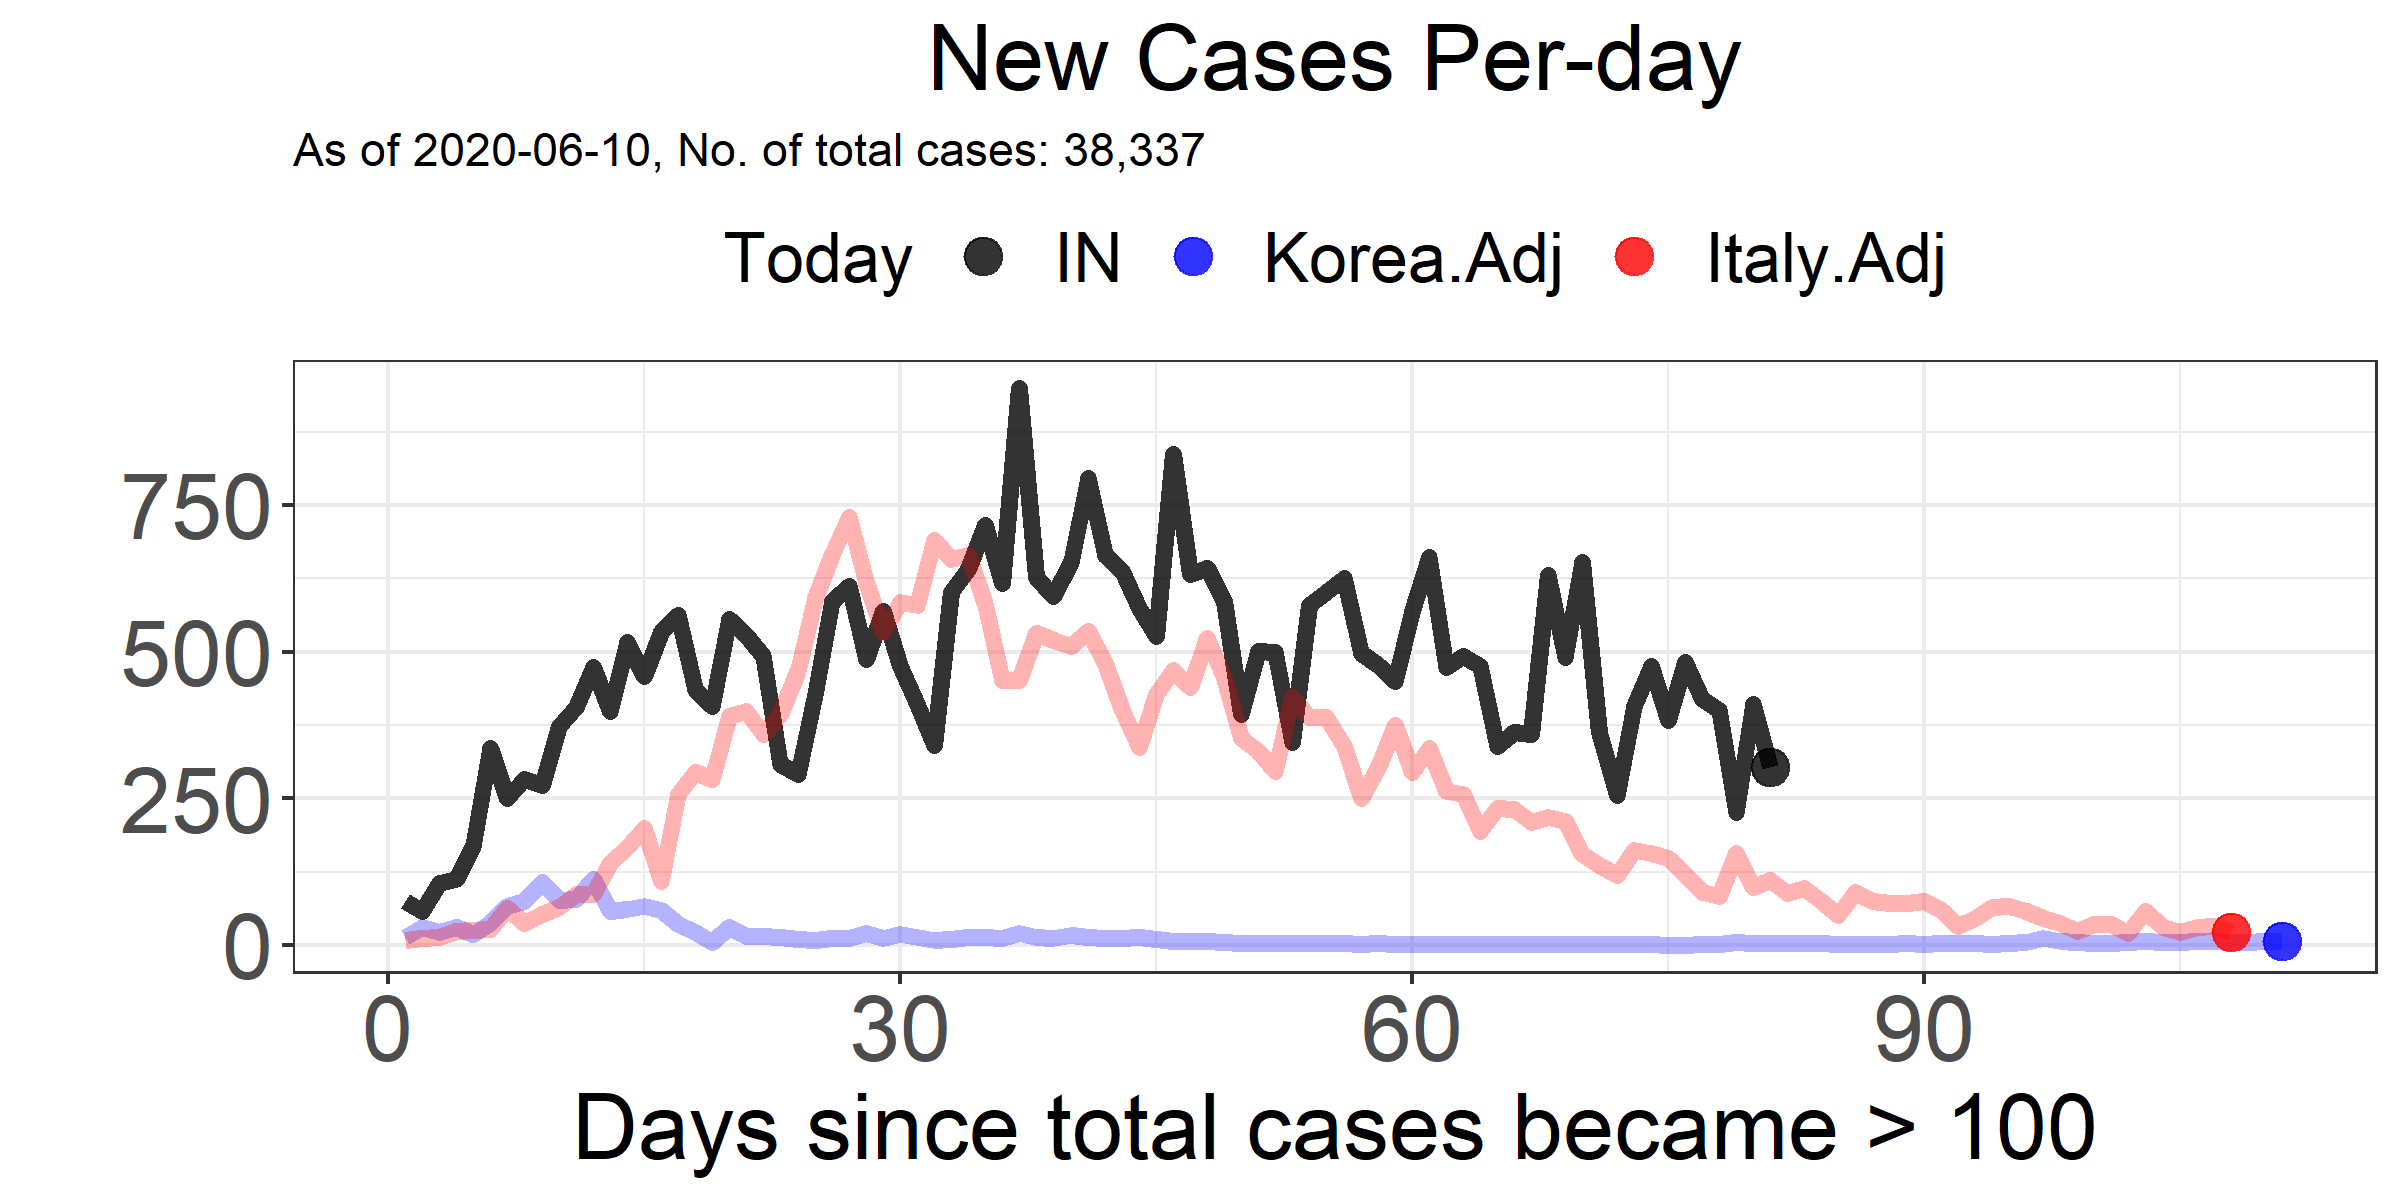 New Cases Per-day
As of 2020-06-10, No. of total cases: 38,337
Today IN Korea.Adj Italy.Adj
750
500
250
0
0 30 60 90
Days since total cases became > 100